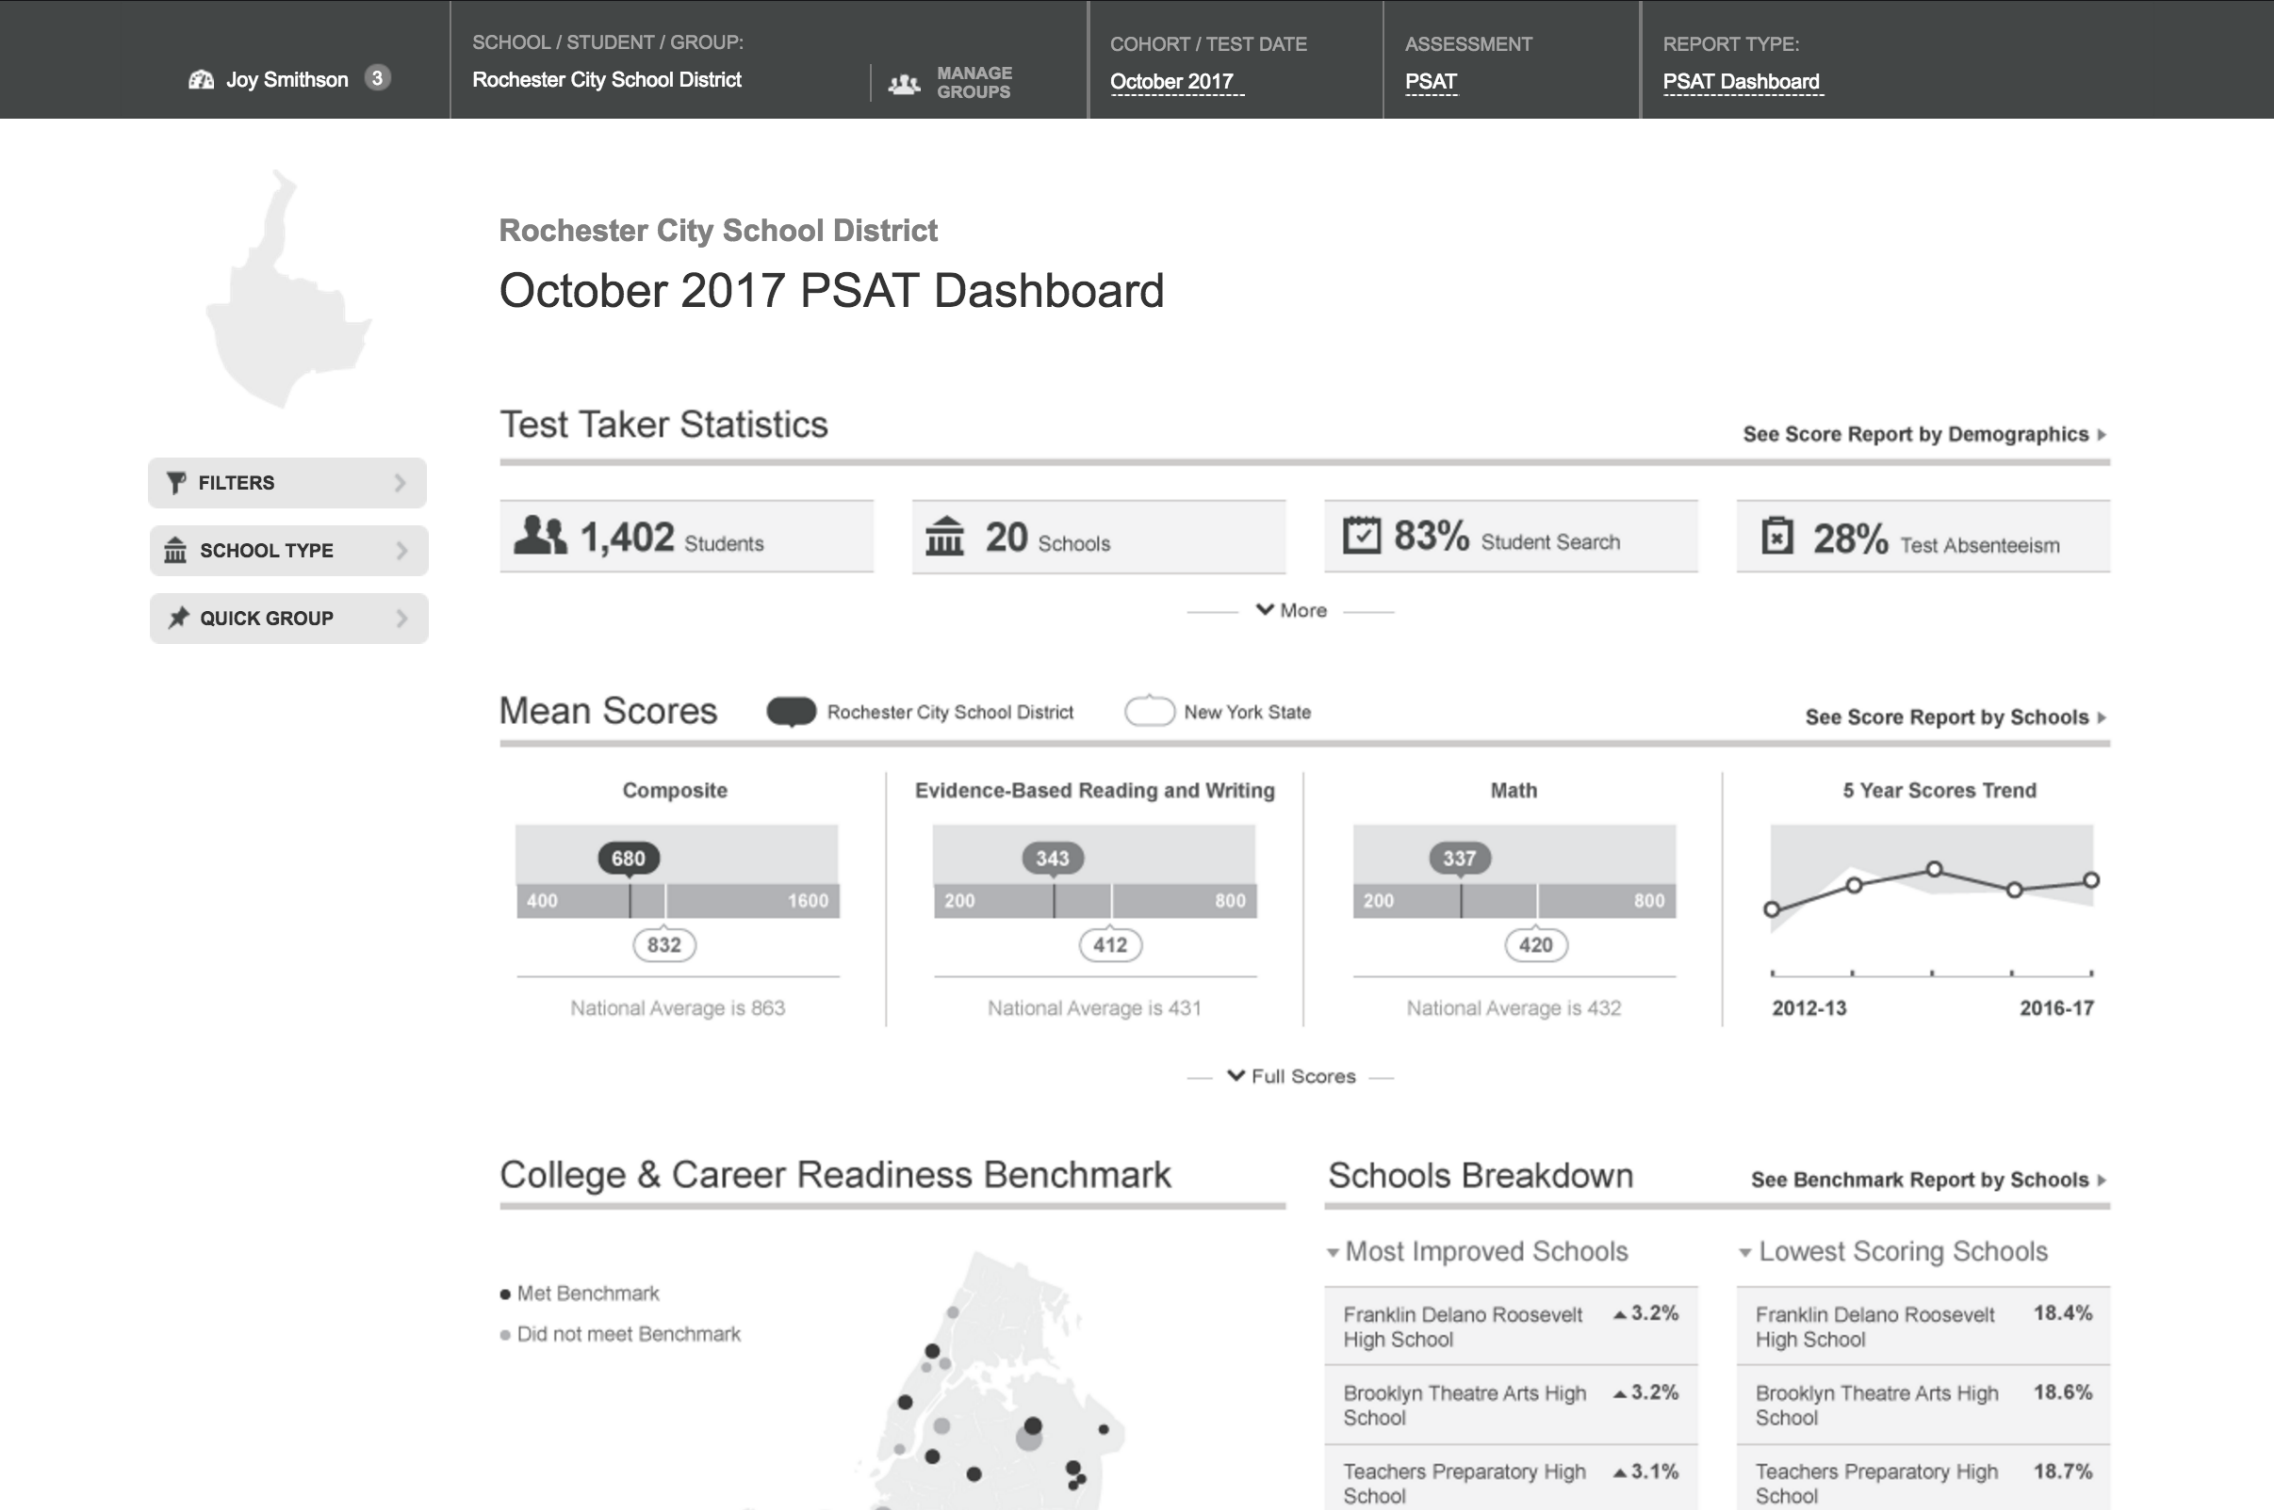 Joy Smithson 3
SCHOOL / STUDENT / GROUP:
Rochester City School District
MANAGE
GROUPS
COHORT / TEST DATE
October 2017
ASSESSMENT
PSAT
REPORT TYPE:
PSAT Dashboard
Rochester City School District
October 2017 PSAT Dashboard
FILTERS
SCHOOL TYPE
QUICK GROUP
Test Taker Statistics
See Score Report by Demographics
1,402 Students
20 Schools
83% Student Search
28% Test Absenteeism
More
Mean Scores
Rochester City School District
New York State
See Score Report by Schools
Composite
680
400 1600
832
National Average is 863
Evidence-Based Reading and Writing
343
200 800
412
National Average is 431
Math
337
200 800
420
National Average is 432
5 Year Scores Trend
2012-13 2016-17
Full Scores
College & Career Readiness Benchmark
Met Benchmark
Did not meet Benchmark
Schools Breakdown
See Benchmark Report by Schools
Most Improved Schools
Franklin Delano Roosevelt 3.2%
High School
Brooklyn Theatre Arts High 3.2%
School
Teachers Preparatory High 3.1%
School
Lowest Scoring Schools
Franklin Delano Roosevelt 18.4%
High School
Brooklyn Theatre Arts High 18.6%
School
Teachers Preparatory High 18.7%
School